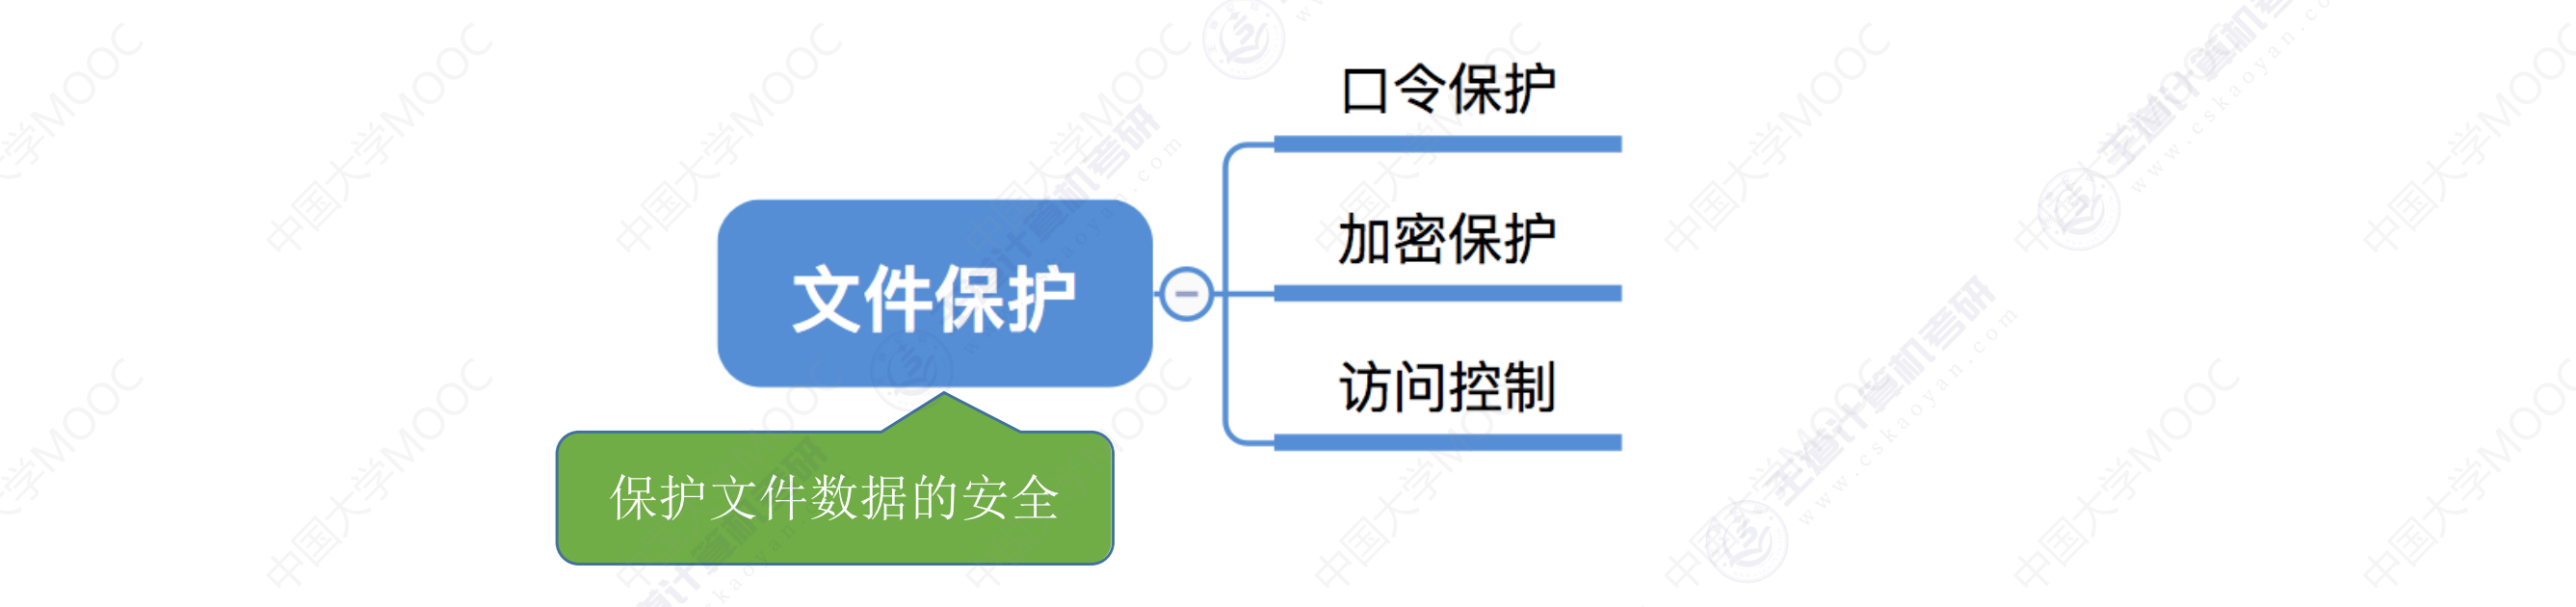 口令保护
加密保护
文件保护
访问控制
保护文件数据的安全
中国大学MOOC
王道计算机考研
www.cskaoyan.com